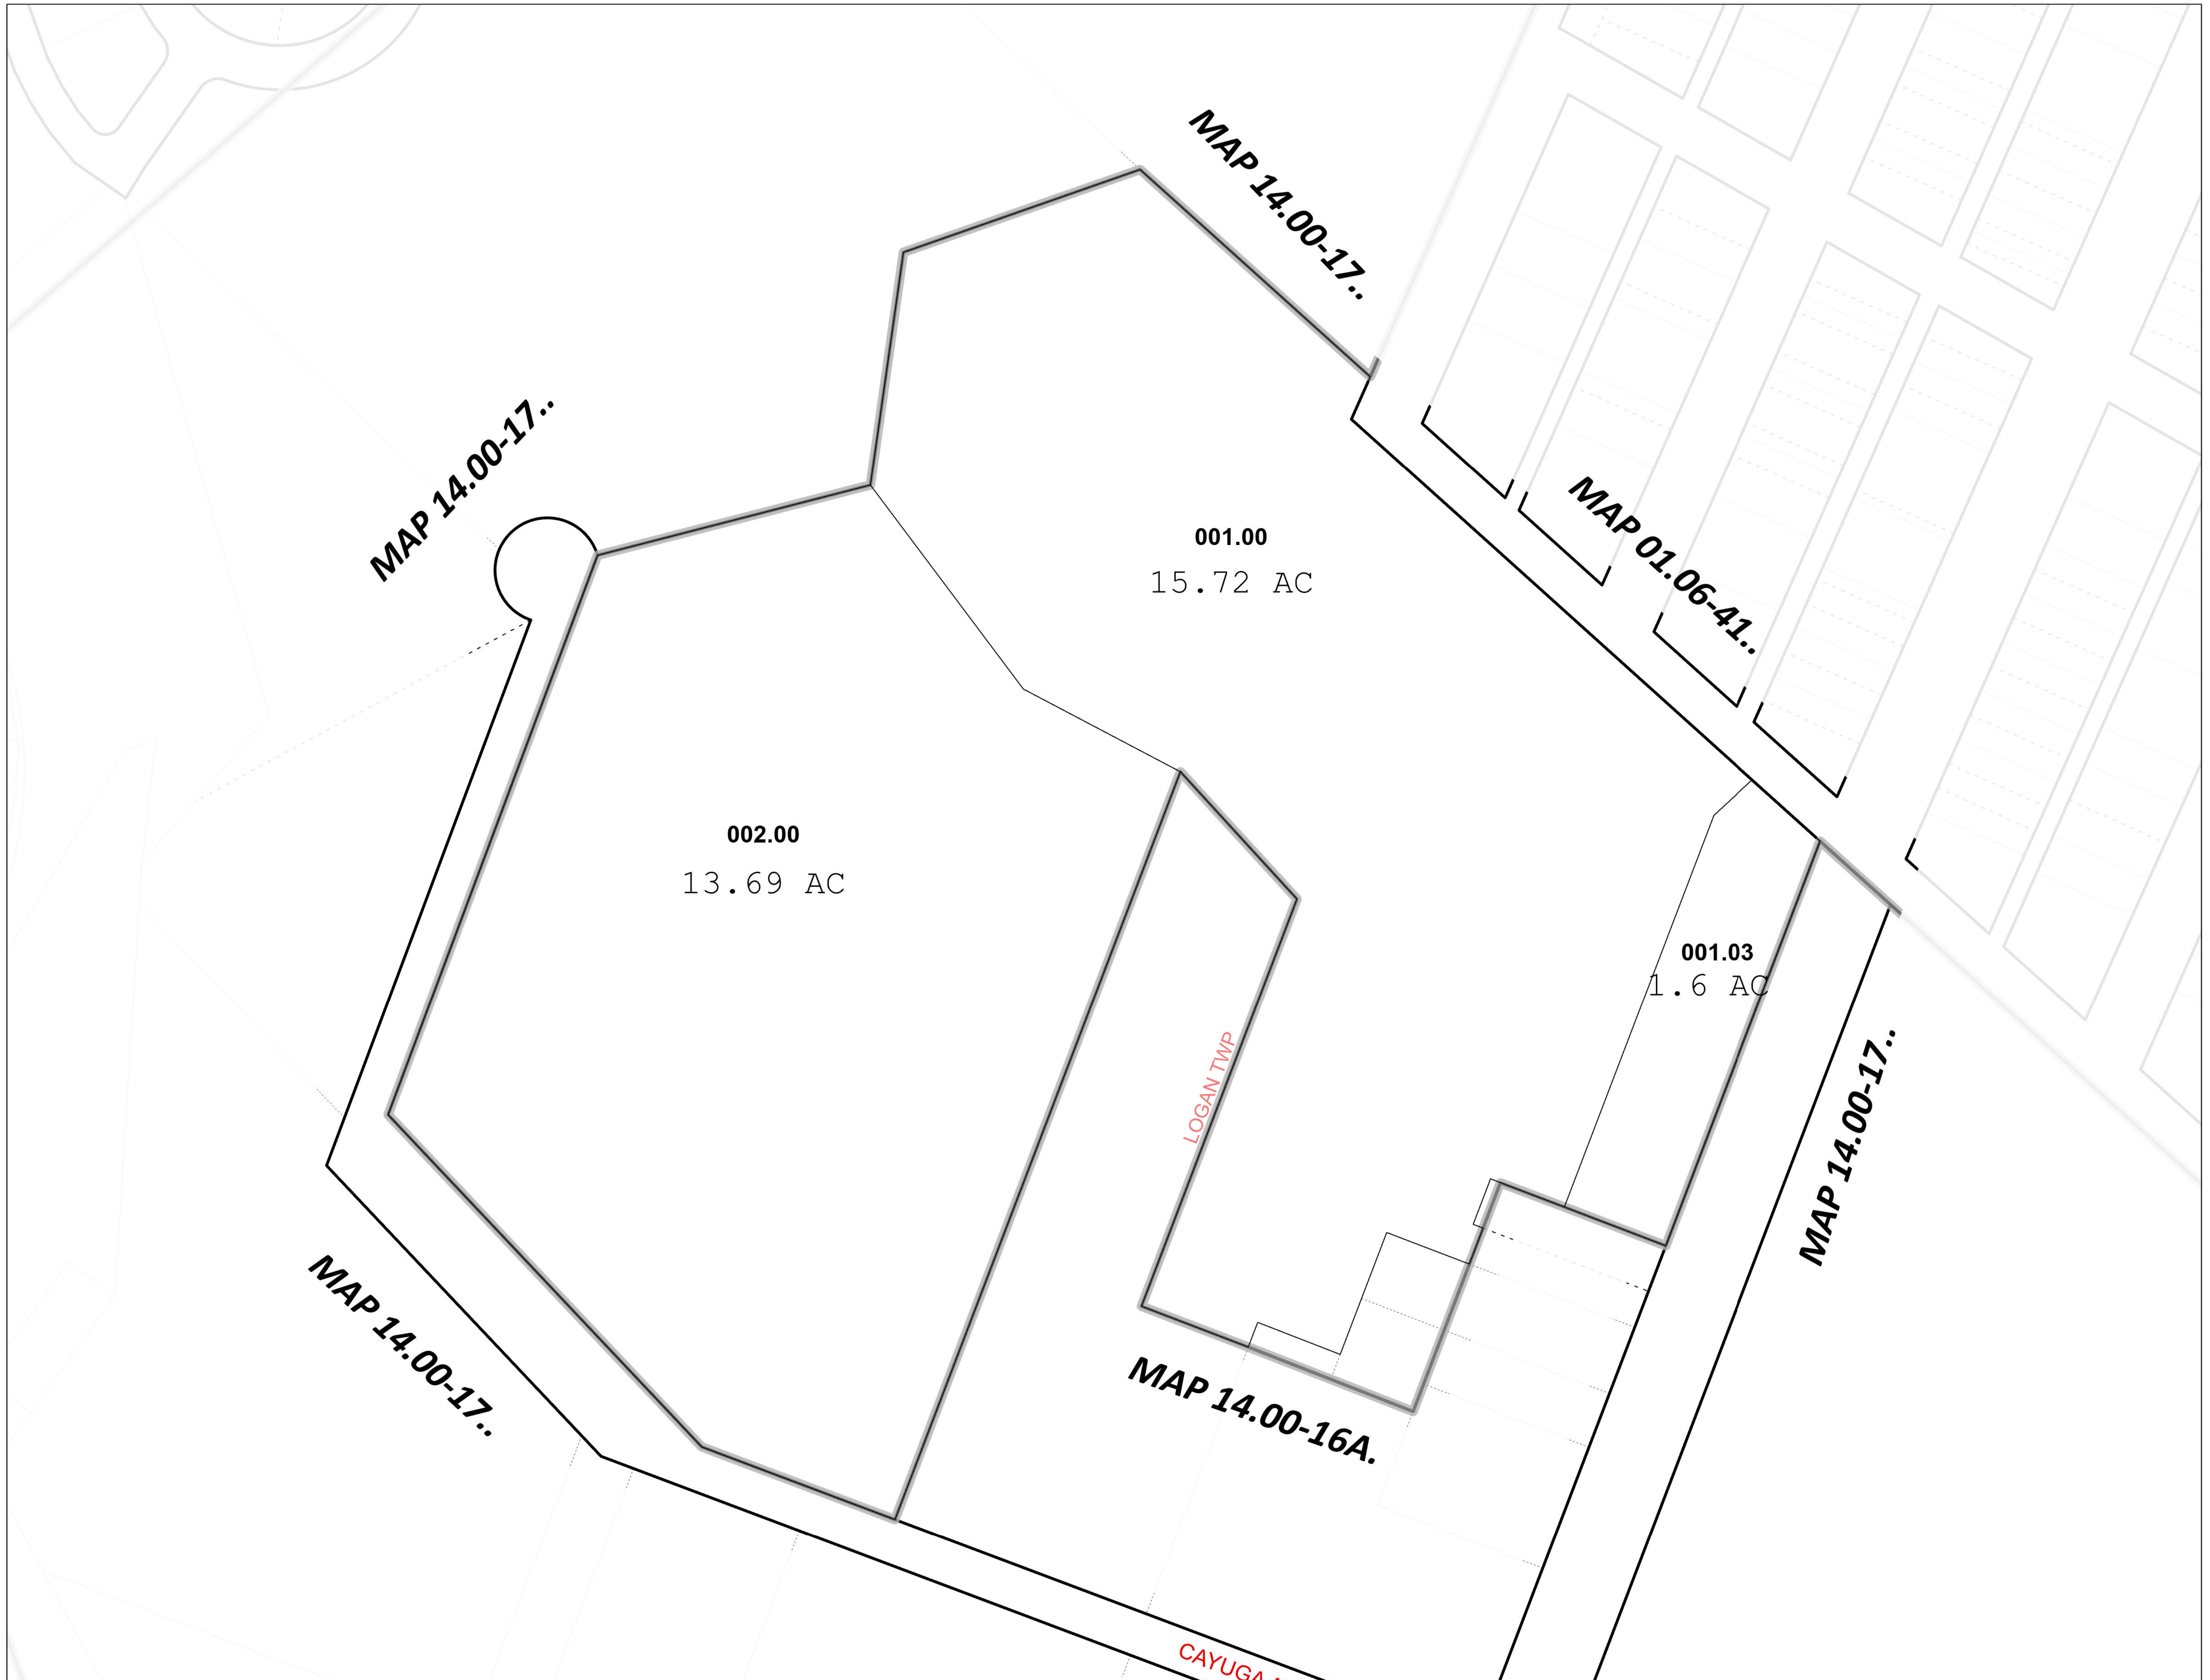 MAP 14.00-17..
MAP 14.00-17..
001.00
15.72 AC
MAP 01.06-41..
002.00
13.69 AC
001.03
1.6 AC
LOGAN TWP
MAP 14.00-17..
MAP 14.00-17..
MAP 14.00-16A.
CAYUGA